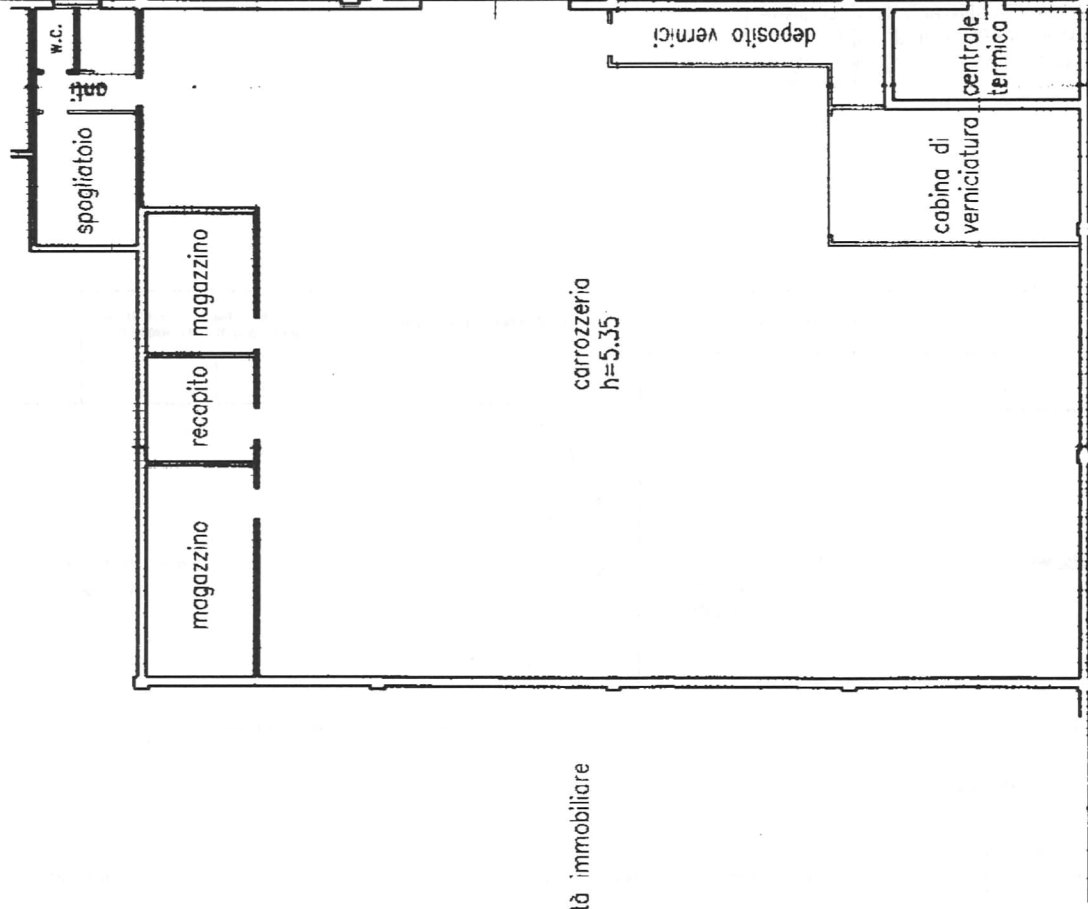 w.c.
anti
spogliatoio
magazzino
recapito
magazzino
carrozzeria
h=5.35
deposito vernici
centrale
termica
cabina di
verniciatura
tà immobiliare